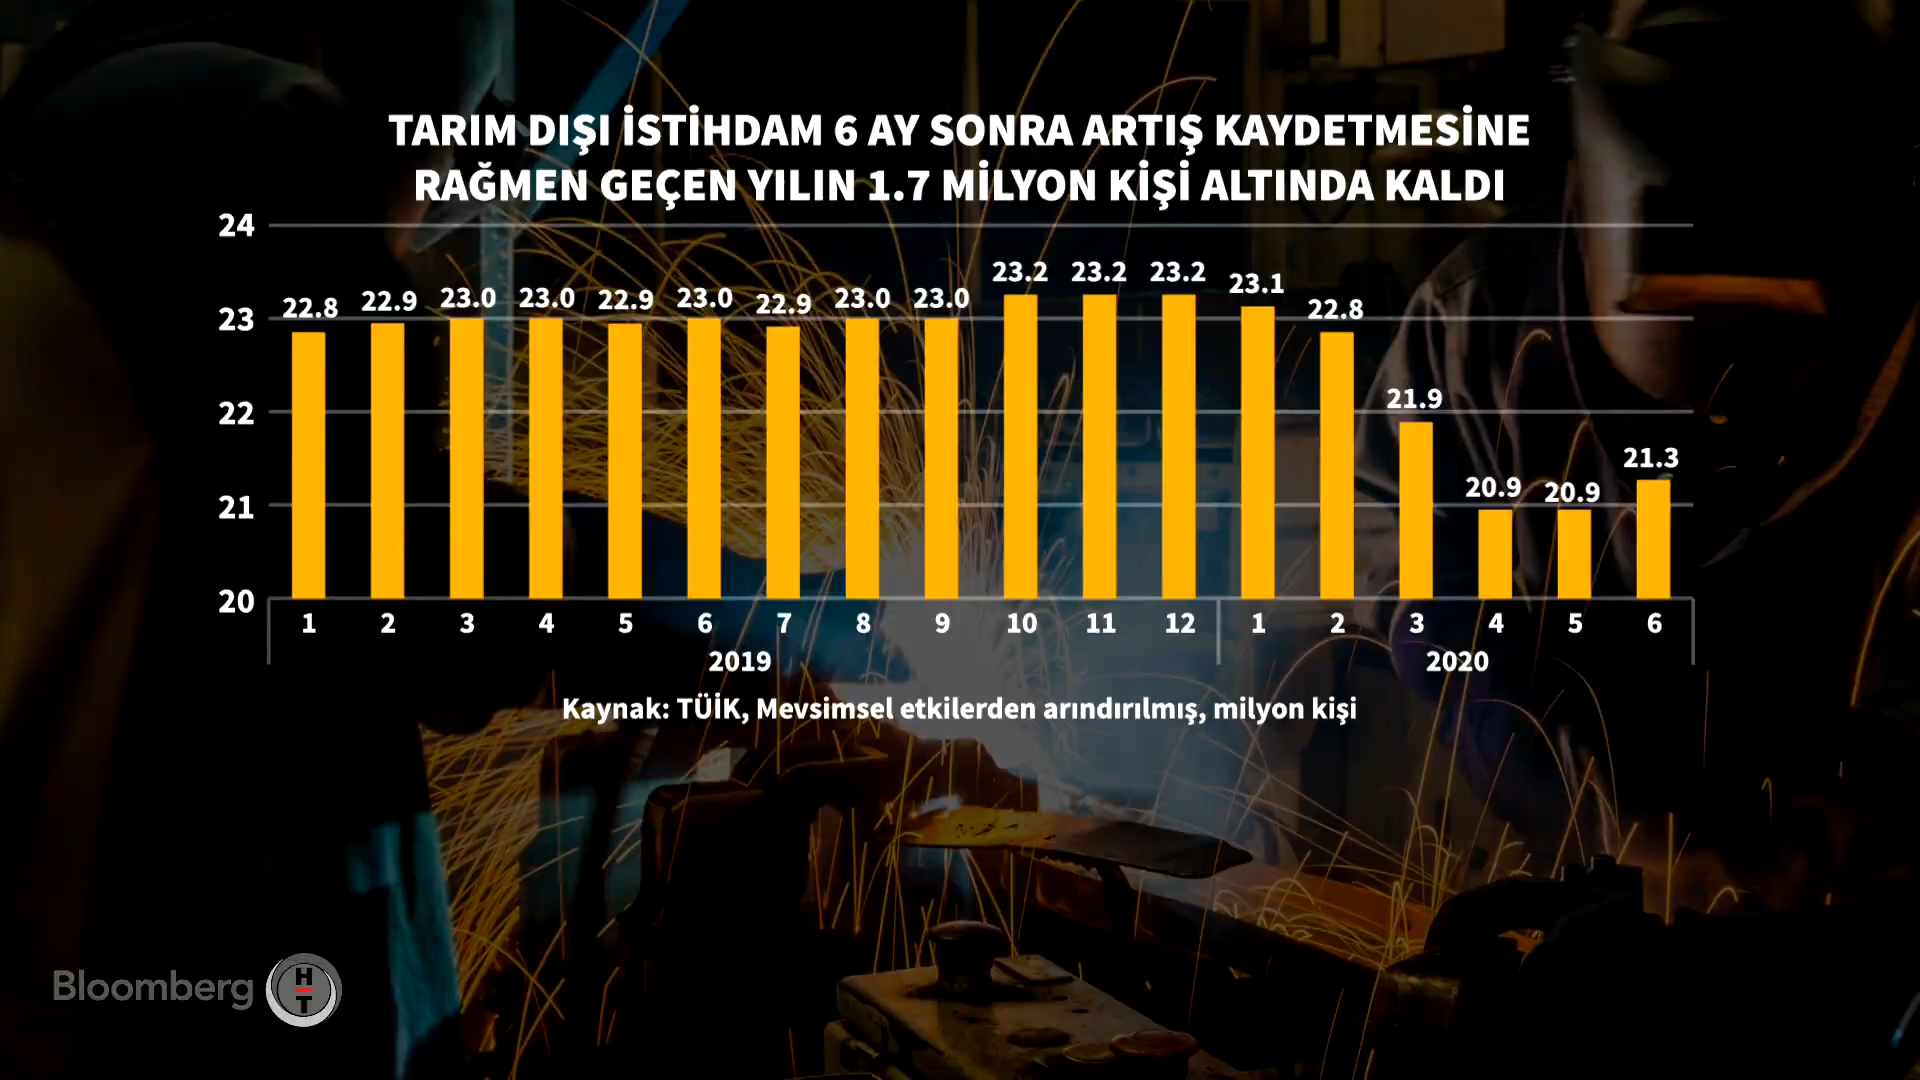 TARIM DIŞI İSTİHDAM 6 AY SONRA ARTIŞ KAYDETMESİNE
RAĞMEN GEÇEN YILIN 1.7 MİLYON KİŞİ ALTINDA KALDI
24
23
22
21
20
22.8 22.9 23.0 23.0 22.9 23.0 22.9 23.0 23.0 23.2 23.2 23.2 23.1 22.8 21.9 20.9 20.9 21.3
1 2 3 4 5 6 7 8 9 10 11 12 1 2 3 4 5 6
2019 2020
Kaynak: TÜİK, Mevsimsel etkilerden arındırılmış, milyon kişi
Bloomberg HT